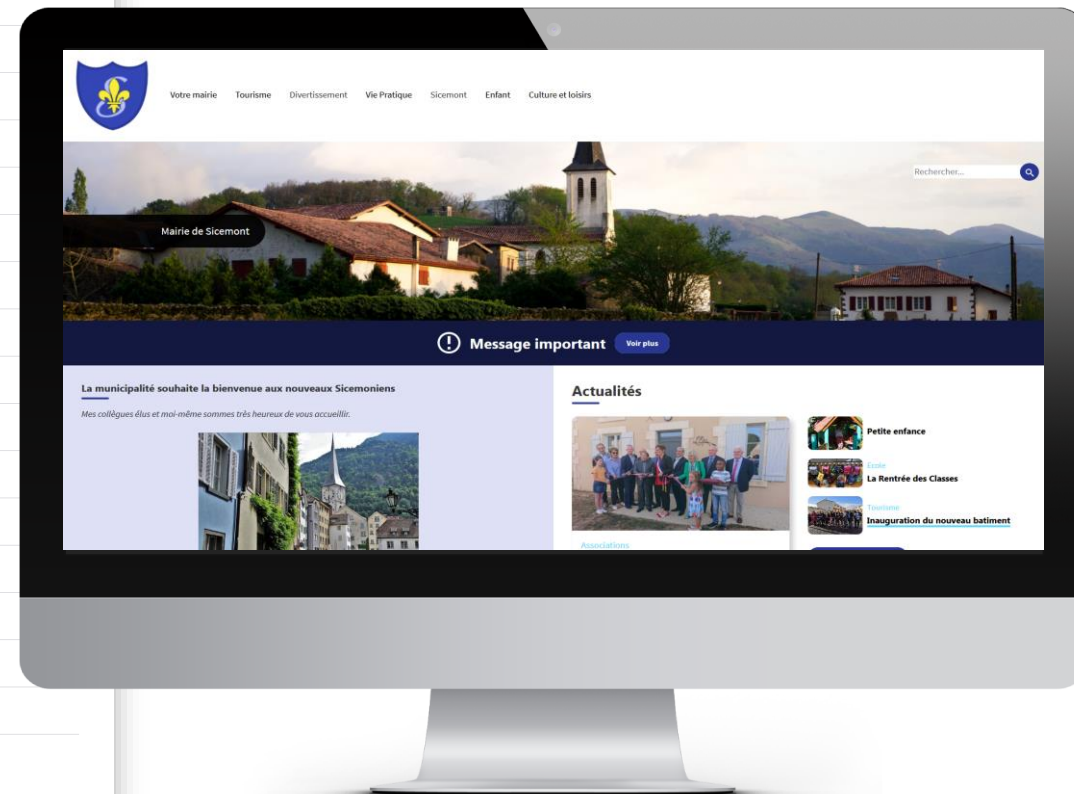 Votre mairie Tourisme Divertissement Vie Pratique Sicemont Enfant Culture et loisirs
Rechercher...
Mairie de Sicemont
Message important Voir plus
La municipalité souhaite la bienvenue aux nouveaux Sicemoniens
Mes collègues élus et moi-même sommes très heureux de vous accueillir.
Actualités
Petite enfance
Ecole
La Rentrée des Classes
Tourisme
Inauguration du nouveau batiment
Associations